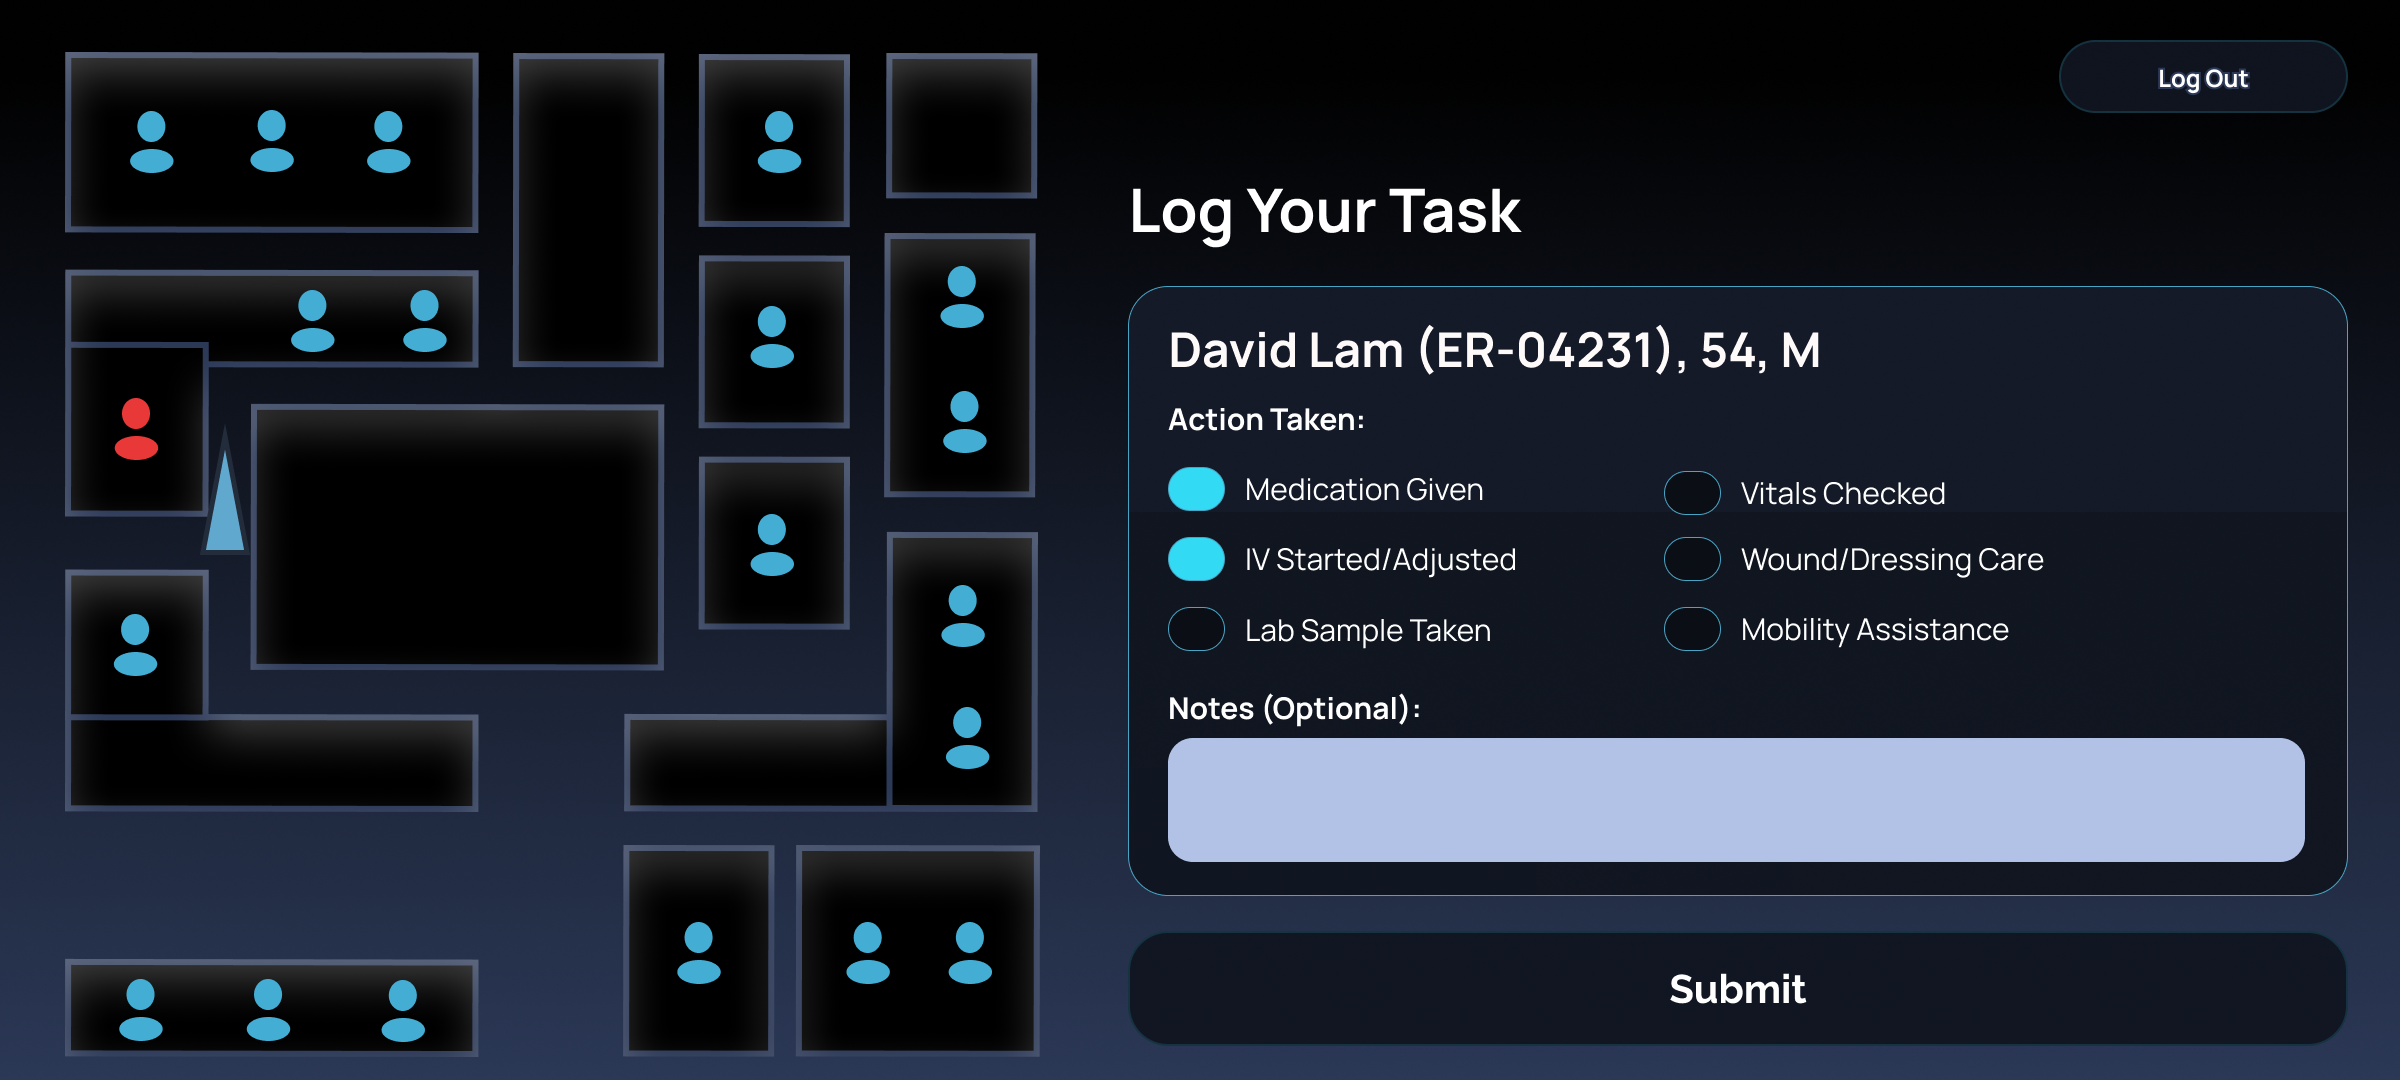 Log Out
Log Your Task
David Lam (ER-04231), 54, M
Action Taken:
Medication Given
Vitals Checked
IV Started/Adjusted
Wound/Dressing Care
Lab Sample Taken
Mobility Assistance
Notes (Optional):
Submit